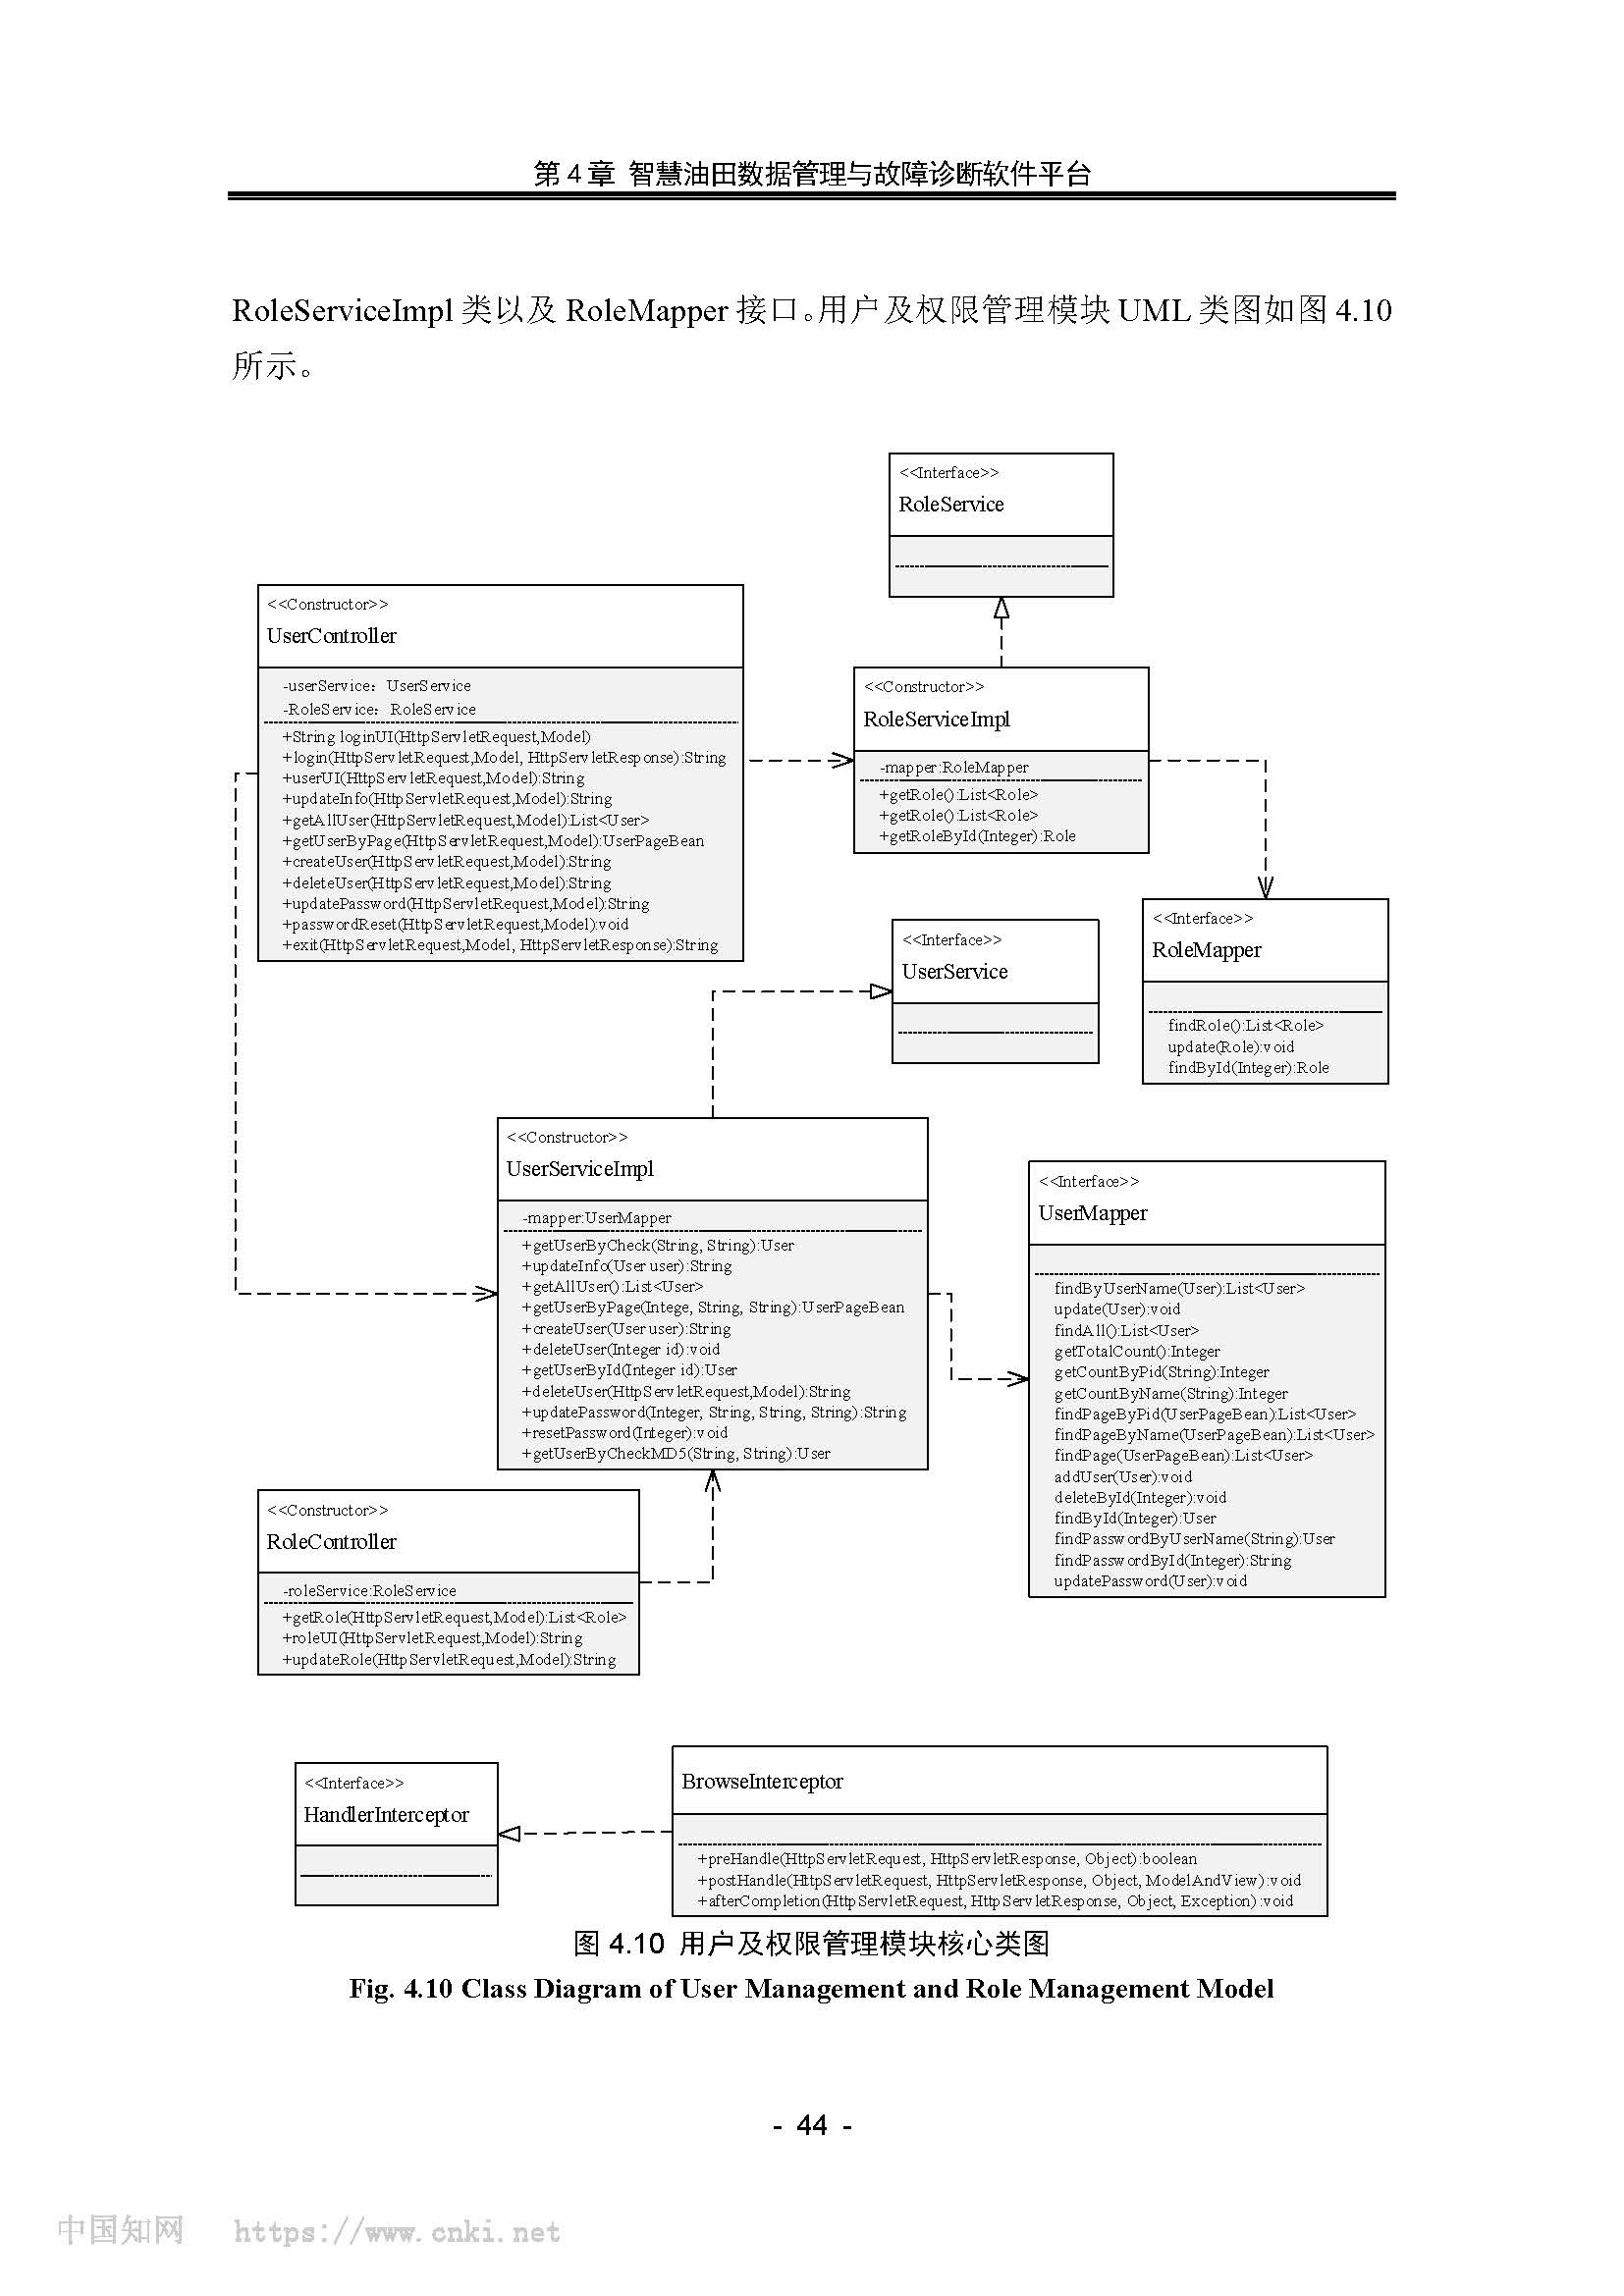 第 4 章 智慧油田数据管理与故障诊断软件平台
RoleServiceImpl 类以及 RoleMapper 接口。用户及权限管理模块 UML 类图如图 4.10
所示。
<<Interface>>
RoleService
<<Constructor>>
UserController
-userService：UserService
-RoleService：RoleService
+String loginUI(HttpServletRequest,Model)
+login(HttpServletRequest,Model, HttpServletResponse):String
+userUI(HttpServletRequest,Model):String
+updateInfo(HttpServletRequest,Model):String
+getAllUser(HttpServletRequest,Model):List<User>
+getUserByPage(HttpServletRequest,Model):UserPageBean
+createUser(HttpServletRequest,Model):String
+deleteUser(HttpServletRequest,Model):String
+updatePassword(HttpServletRequest,Model):String
+passwordReset(HttpServletRequest,Model):void
+exit(HttpServletRequest,Model, HttpServletResponse):String
<<Constructor>>
RoleServiceImpl
-mapper:RoleMapper
+getRole():List<Role>
+getRole():List<Role>
+getRoleById(Integer):Role
<<Interface>>
RoleMapper
findRole():List<Role>
update(Role):void
findById(Integer):Role
<<Interface>>
UserService
<<Constructor>>
UserServiceImpl
-mapper:UserMapper
+getUserByCheck(String, String):User
+updateInfo(User user):String
+getAllUser():List<User>
+getUserByPage(Intege, String, String):UserPageBean
+createUser(User user):String
+deleteUser(Integer id):void
+getUserById(Integer id):User
+deleteUser(HttpServletRequest,Model):String
+updatePassword(Integer, String, String, String):String
+resetPassword(Integer):void
+getUserByCheckMD5(String, String):User
<<Interface>>
UserMapper
findByUserName(User):List<User>
update(User):void
findAll():List<User>
getTotalCount():Integer
getCountByPid(String):Integer
getCountByName(String):Integer
findPageByPid(UserPageBean):List<User>
findPageByName(UserPageBean):List<User>
findPage(UserPageBean):List<User>
addUser(User):void
deleteById(Integer):void
findById(Integer):User
findPasswordByUserName(String):User
findPasswordById(Integer):String
updatePassword(User):void
<<Constructor>>
RoleController
-roleService:RoleService
+getRole(HttpServletRequest,Model):List<Role>
+roleUI(HttpServletRequest,Model):String
+updateRole(HttpServletRequest,Model):String
<<Interface>>
HandlerInterceptor
BrowseInterceptor
+preHandle(HttpServletRequest, HttpServletResponse, Object):boolean
+postHandle(HttpServletRequest, HttpServletResponse, Object, ModelAndView):void
+afterCompletion(HttpServletRequest, HttpServletResponse, Object, Exception):void
图 4.10 用户及权限管理模块核心类图
Fig. 4.10 Class Diagram of User Management and Role Management Model
- 44 -
中国知网 https://www.cnki.net